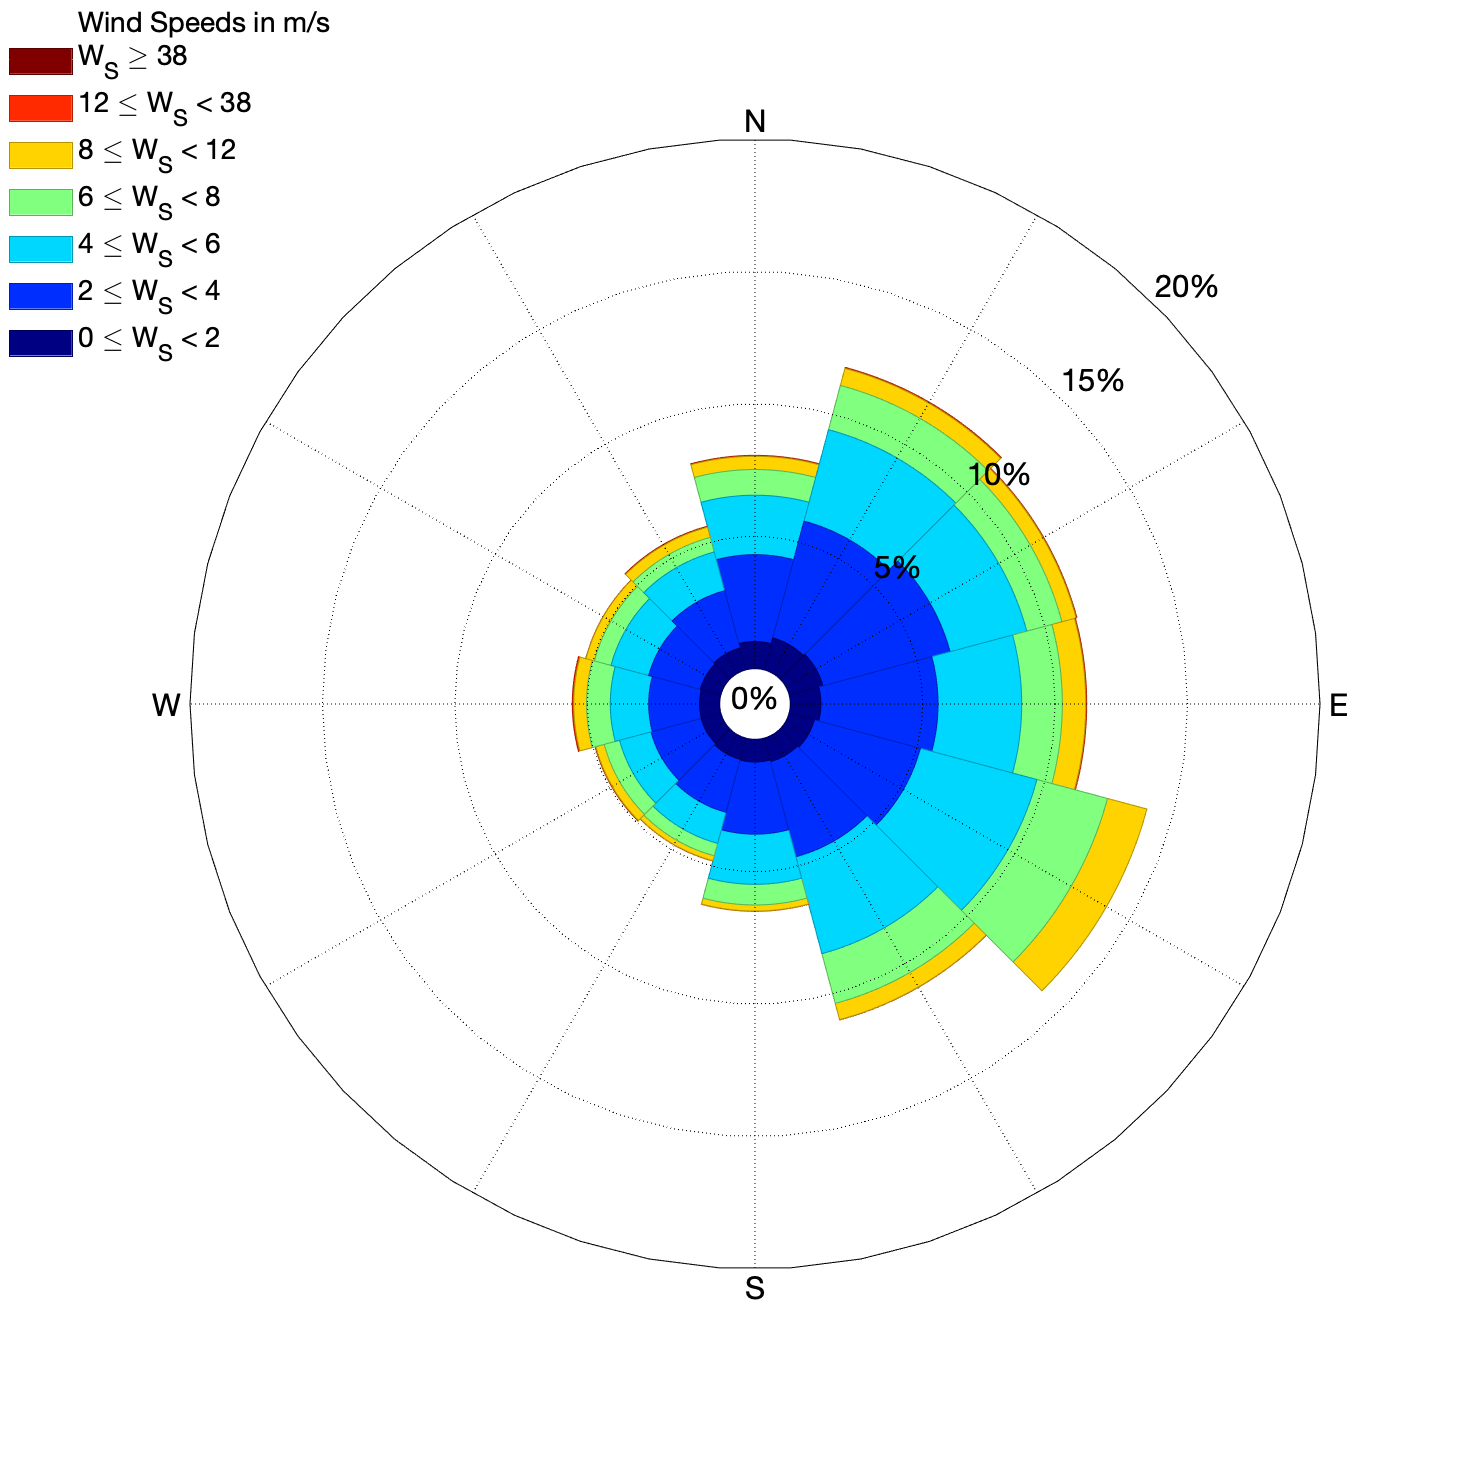 Wind Speeds in m/s
W_S ≥ 38
12 ≤ W_S < 38
8 ≤ W_S < 12
6 ≤ W_S < 8
4 ≤ W_S < 6
2 ≤ W_S < 4
0 ≤ W_S < 2
N
20%
15%
10%
5%
0%
W
E
S